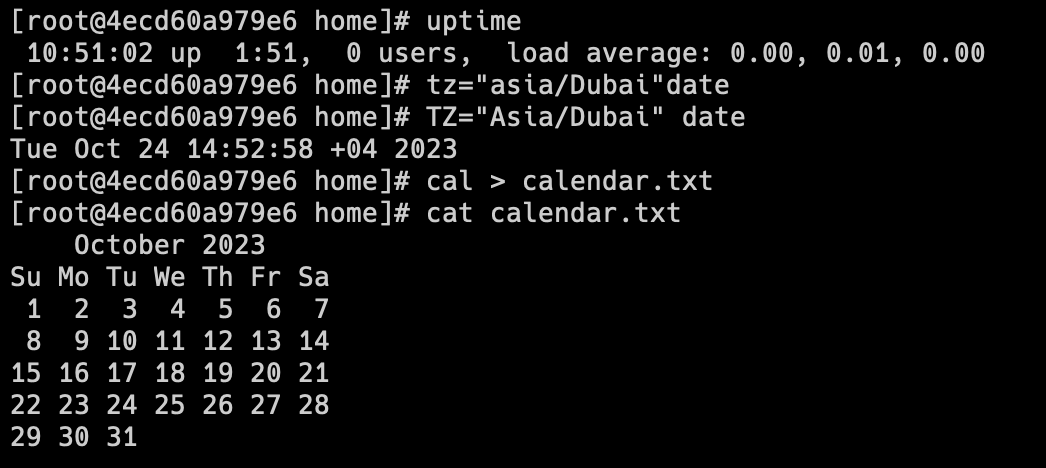 [root@4ecd60a979e6 home]# uptime
 10:51:02 up  1:51,  0 users,  load average: 0.00, 0.01, 0.00
[root@4ecd60a979e6 home]# tz="asia/Dubai"date
[root@4ecd60a979e6 home]# TZ="Asia/Dubai" date
Tue Oct 24 14:52:58 +04 2023
[root@4ecd60a979e6 home]# cal > calendar.txt
[root@4ecd60a979e6 home]# cat calendar.txt
    October 2023
Su Mo Tu We Th Fr Sa
 1  2  3  4  5  6  7
 8  9 10 11 12 13 14
15 16 17 18 19 20 21
22 23 24 25 26 27 28
29 30 31